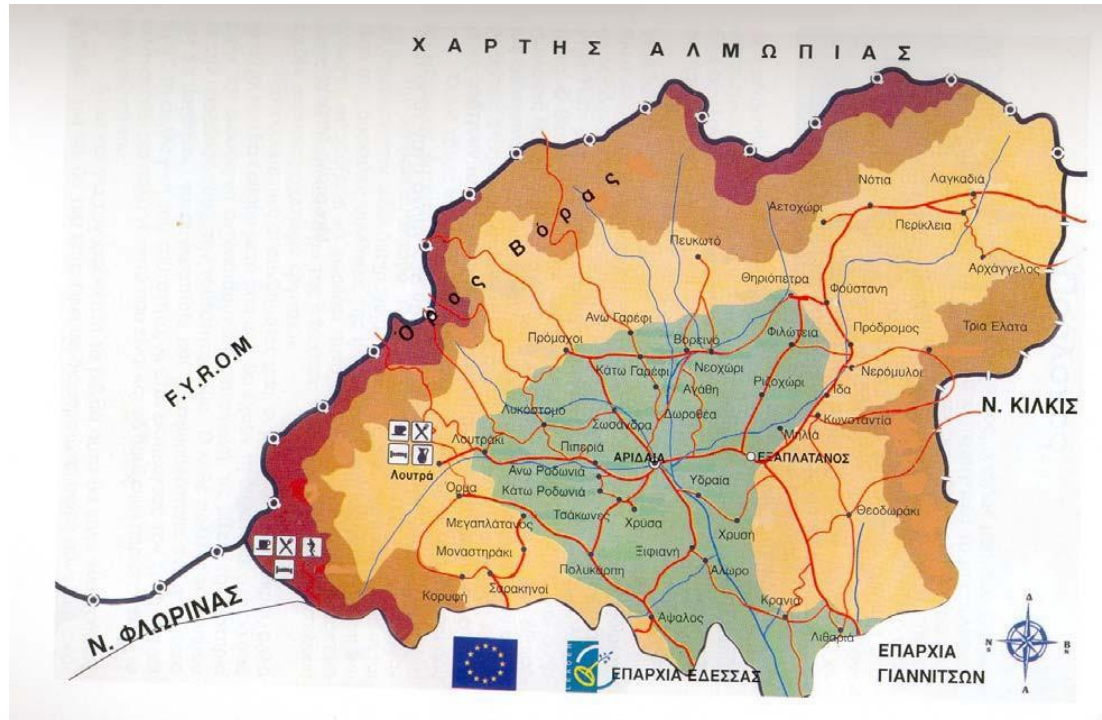 ΧΑΡΤΗΣ ΑΛΜΩΠΙΑΣ
Νότια
Λαγκαδιά
Αετοχώρι
Περίκλεια
Αρχάγγελος
Όρος Βόρας
Πευκωτό
Θηριόπετρα
Φούστανη
Άνω Γαρέφι
Πρόμαχοι
Βορεινό
Φιλώτεια
Πρόδρομος
Τρία Έλατα
F.Y.R.O.M
Κάτω Γαρέφι
Νεοχώρι
Νερόμυλοι
Αγάθη
Ριζοχώρι
Ίδα
Ν. ΚΙΛΚΙΣ
Λυκόστομο
Σωσάνδρα
Δωροθέα
Κωνσταντία
Μηλιά
Λουτράκι
Πιπεριά
ΑΡΙΔΑΙΑ
ΕΞΑΠΛΑΤΑΝΟΣ
Λουτρά
Ανω Ροδωνιά
Υδραία
Όρμα
Κάτω Ροδωνιά
Θεοδωράκι
Μεγαπλάτανος
Τσάκωνες
Χρύσα
Χρυσή
Μοναστηράκι
Ξιφιανή
Πολυκάρπη
Άλωρο
Κορυφή
Σαρακηνοί
Κρανιά
Ν. ΦΛΩΡΙΝΑΣ
Άψαλος
Λιθαριά
Δ
Ν
Β
Α
LEADER
ΕΠΑΡΧΙΑ ΕΔΕΣΣΑΣ
ΕΠΑΡΧΙΑ
ΓΙΑΝΝΙΤΣΩΝ